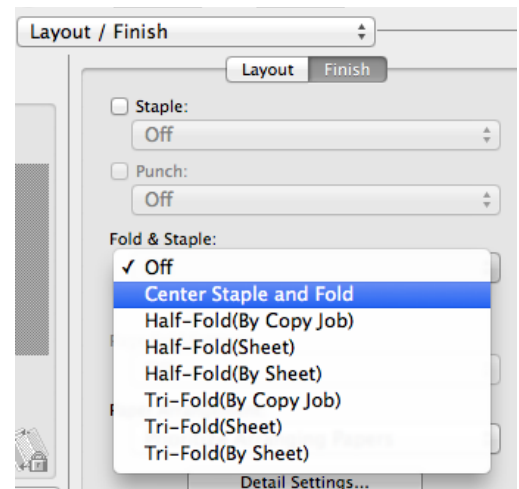 Layout / Finish
Layout Finish
Staple:
Off
Punch:
Off
Fold & Staple:
✓ Off
Center Staple and Fold
Half-Fold(By Copy Job)
Half-Fold(Sheet)
Half-Fold(By Sheet)
Tri-Fold(By Copy Job)
Tri-Fold(Sheet)
Tri-Fold(By Sheet)
Detail Settings...